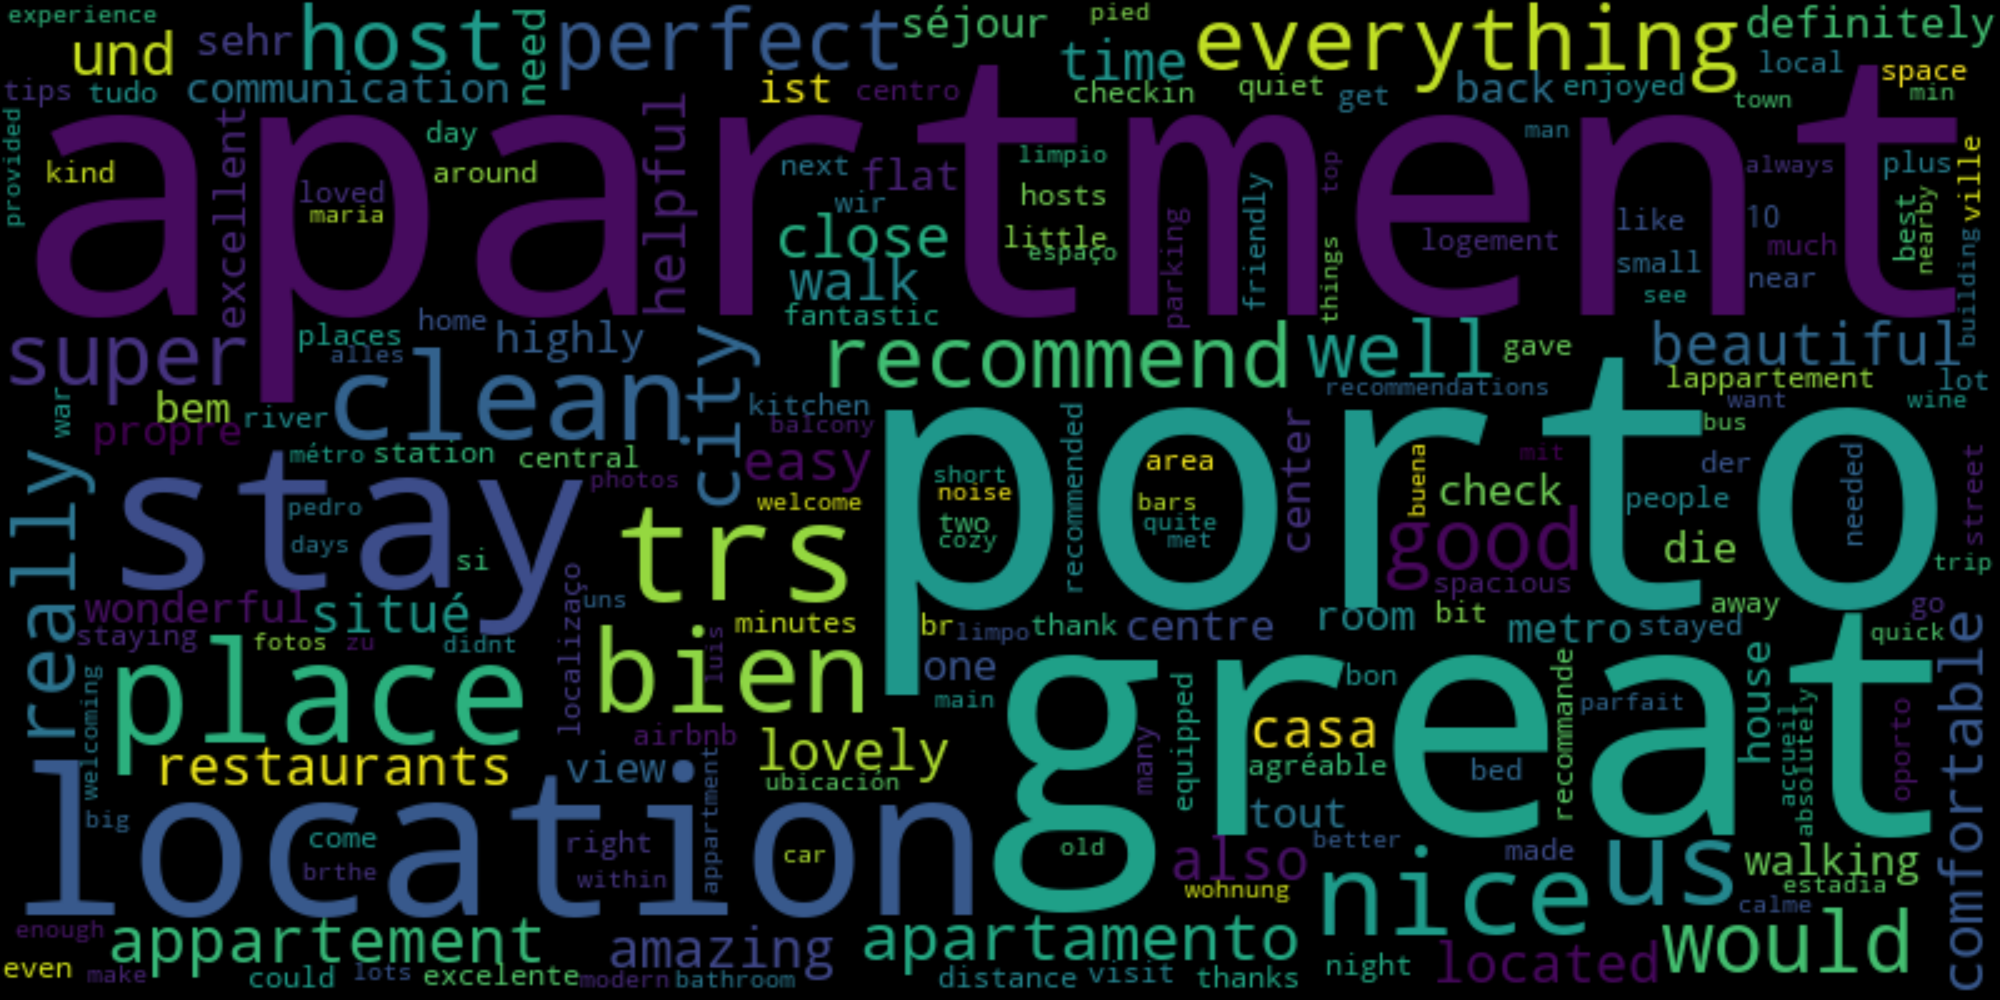 experience
und
sehr
host
need
perfect
séjour
pied
time
everything
definitely
tips
tudo
communication
ist
centro
checkin
quiet
get
back
enjoyed
local
town
space
min
provided
apartment
kind
excellent
loved
maria
day
around
helpful
next
flat
wir
close
walk
fantastic
limpio
hosts
little
espaço
parking
friendly
top
things
man
logement
like
small
see
always
10
much
near
plus
best
nearby
ville
building
super
places
alles
home
highly
clean
city
recommend
well
gave
recommendations
beautiful
lappartement
want
lot
wine
war
bem
propre
river
kitchen
balcony
easy
porto
bus
métro
station
central
photos
welcome
short
noise
two
cozy
recommended
area
bars
quite
met
center
buena
check
good
spacious
mit
der
people
die
needed
street
trip
really
stay
pedro
days
si
trs
wonderful
situé
staying
fotos
zu
didnt
localizaço
uns
bien
luis
minutes
br
limpo
thank
centre
one
main
room
bit
metro
stayed
away
go
quick
great
place
welcoming
restaurants
view
airbnb
lovely
ubicación
many
equipped
casa
agréable
bon
bed
recommande
parfait
house
accueil
absolutely
oporto
comfortable
location
big
come
brthe
right
within
appartment
car
old
tout
also
better
wohnung
made
nice
us
walking
estadia
calme
enough
appartement
amazing
apartamento
would
even
make
could
lots
excelente
modern
bathroom
distance
visit
thanks
night
located